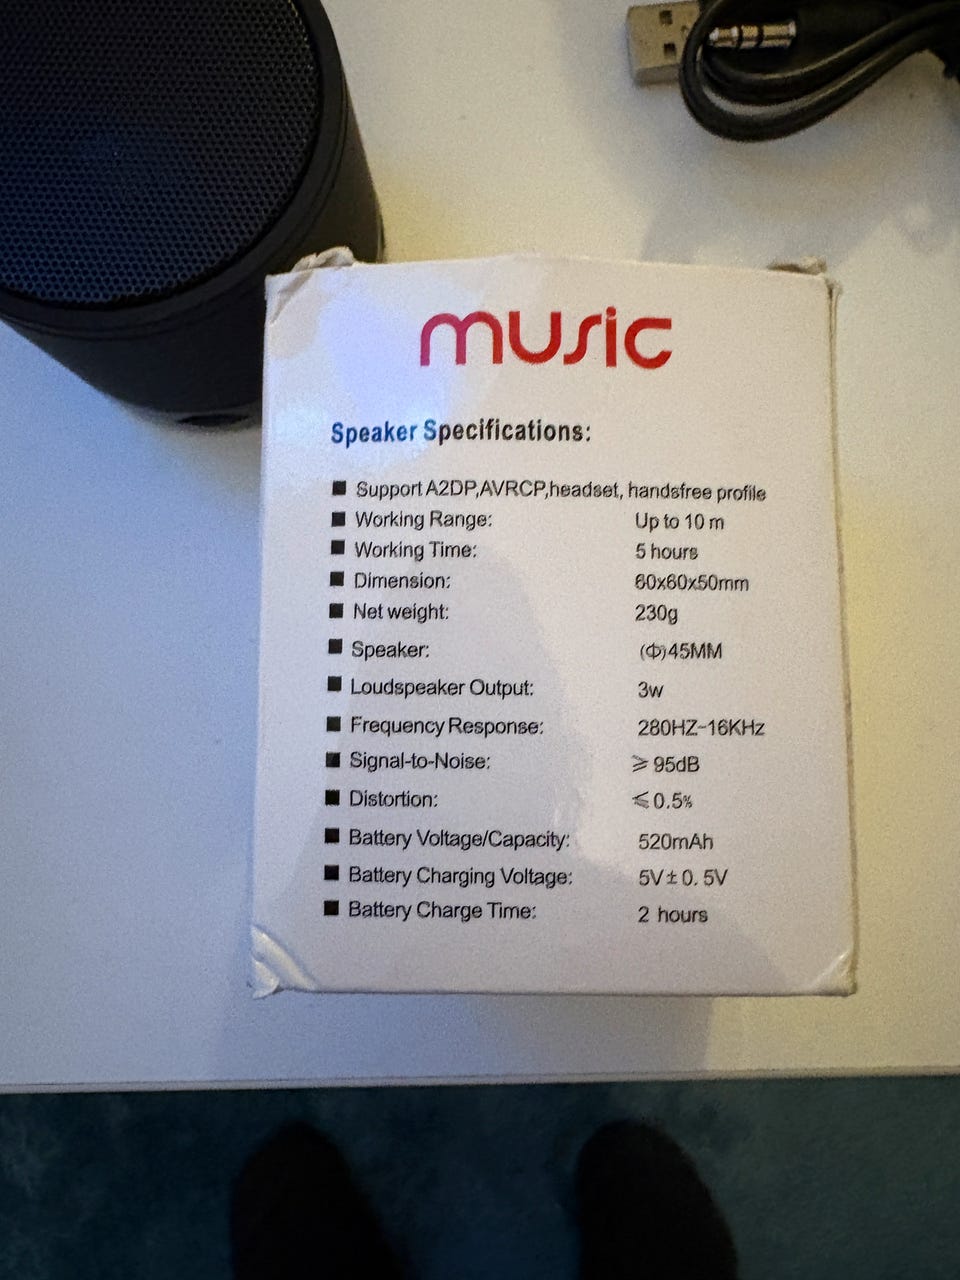 music
Speaker Specifications:
■ Support A2DP,AVRCP,headset, handsfree profile
■ Working Range: Up to 10 m
■ Working Time: 5 hours
■ Dimension: 60x60x50mm
■ Net weight: 230g
■ Speaker: (Φ)45MM
■ Loudspeaker Output: 3w
■ Frequency Response: 280HZ-16KHz
■ Signal-to-Noise: ≥ 95dB
■ Distortion: ≤ 0.5%
■ Battery Voltage/Capacity: 520mAh
■ Battery Charging Voltage: 5V±0.5V
■ Battery Charge Time: 2 hours